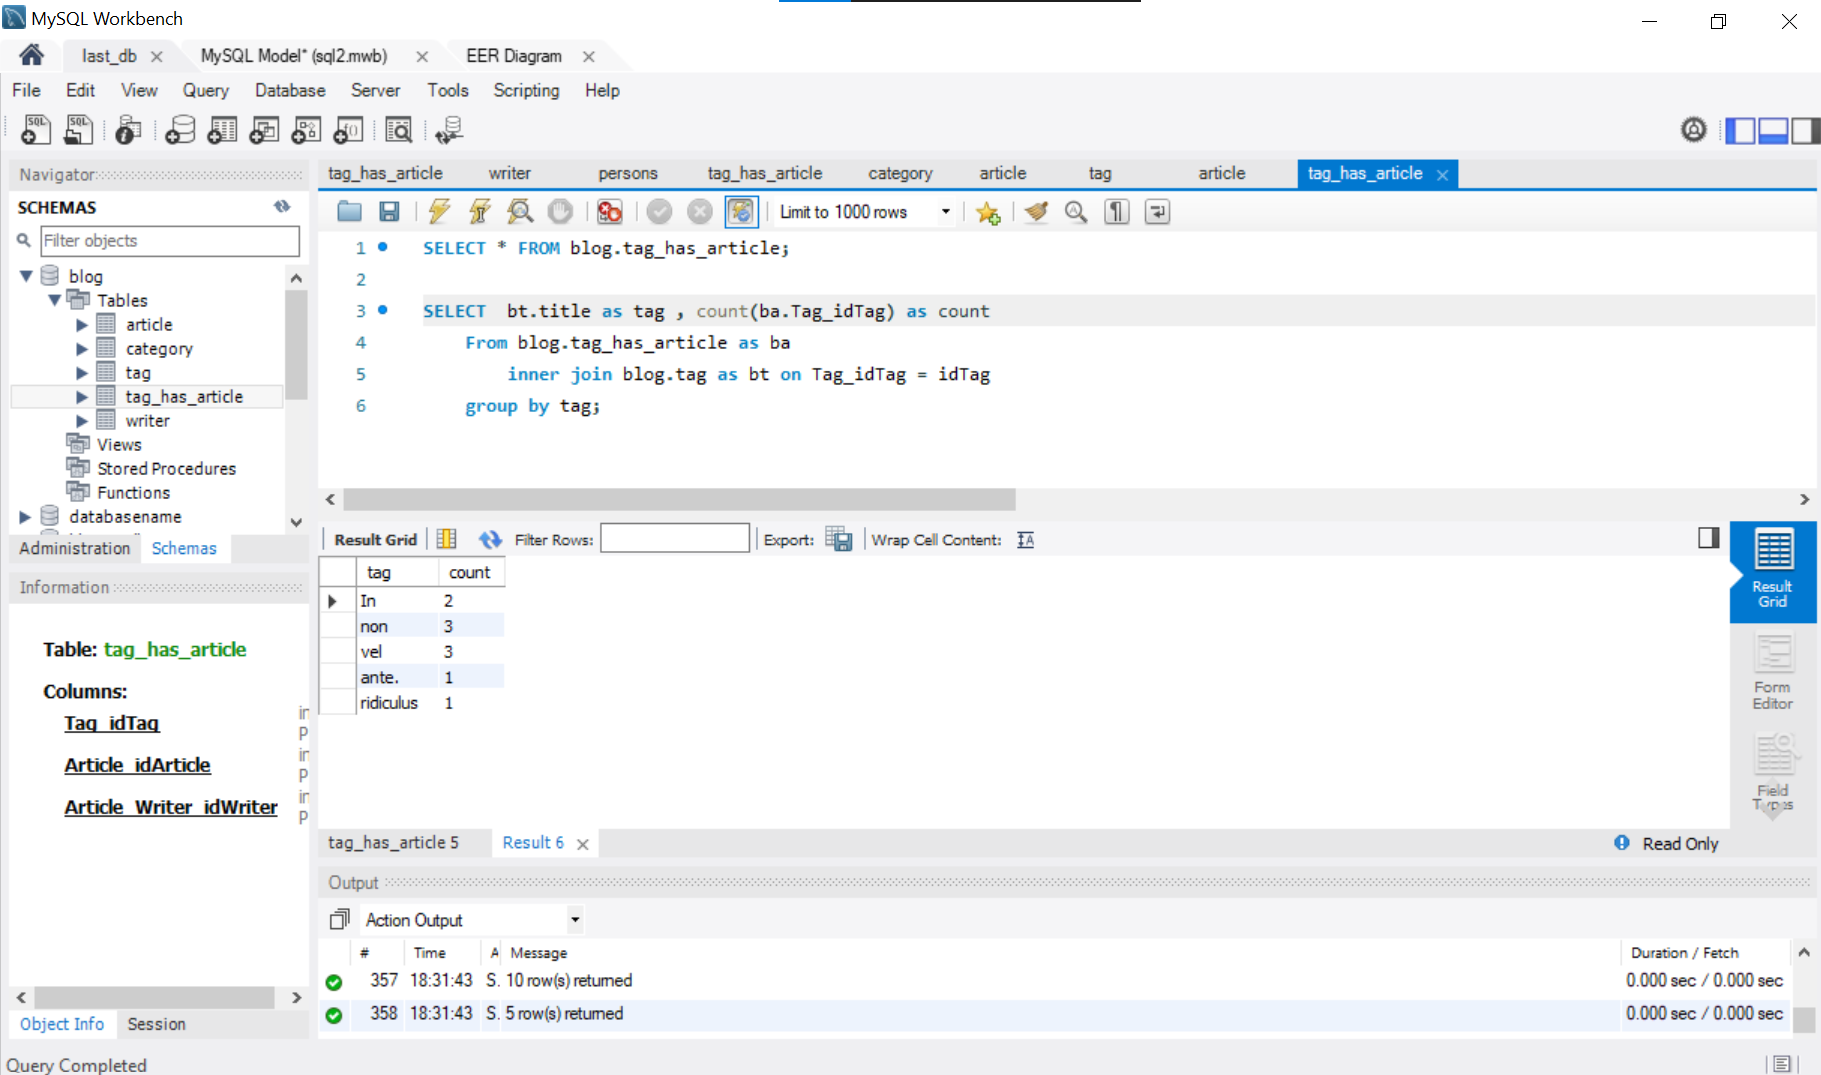 MySQL Workbench
last_db
MySQL Model* (sql2.mwb)
EER Diagram
File Edit View Query Database Server Tools Scripting Help
Navigator
SCHEMAS
Filter objects
blog
Tables
article
category
tag
tag_has_article
writer
Views
Stored Procedures
Functions
databasename
Administration Schemas
Information
Table: tag_has_article
Columns:
Tag_idTag
Article_idArticle
Article_Writer_idWriter
Object Info Session
tag_has_article writer persons tag_has_article category article tag article tag_has_article
Limit to 1000 rows
1 SELECT * FROM blog.tag_has_article;
2
3 SELECT bt.title as tag , count(ba.Tag_idTag) as count
4 From blog.tag_has_article as ba
5 inner join blog.tag as bt on Tag_idTag = idTag
6 group by tag;
Result Grid Filter Rows: Export: Wrap Cell Content:
tag count
In 2
non 3
vel 3
ante. 1
ridiculus 1
Result Grid
Form Editor
Field Types
tag_has_article 5 Result 6
Read Only
Output
Action Output
# Time A Message Duration / Fetch
357 18:31:43 S. 10 row(s) returned 0.000 sec / 0.000 sec
358 18:31:43 S. 5 row(s) returned 0.000 sec / 0.000 sec
Query Completed